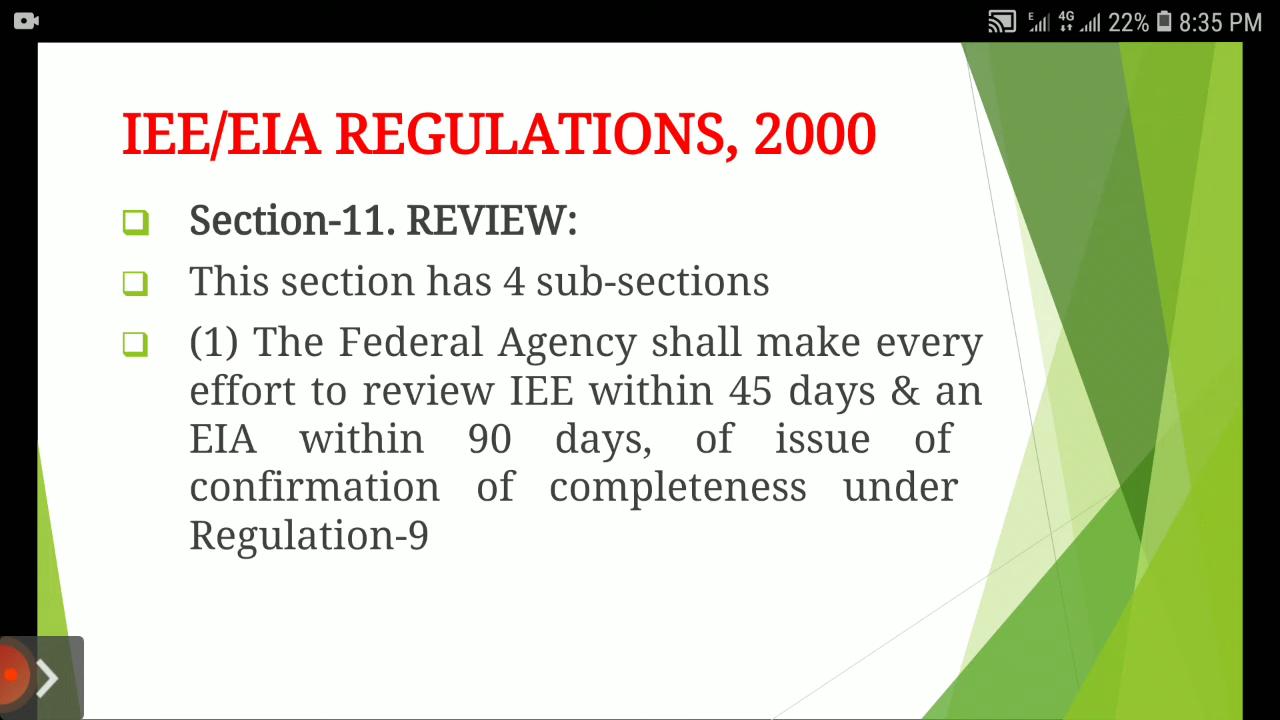 E 4G 22% 8:35 PM
IEE/EIA REGULATIONS, 2000
Section-11. REVIEW:
This section has 4 sub-sections
(1) The Federal Agency shall make every
effort to review IEE within 45 days & an
EIA within 90 days, of issue of
confirmation of completeness under
Regulation-9